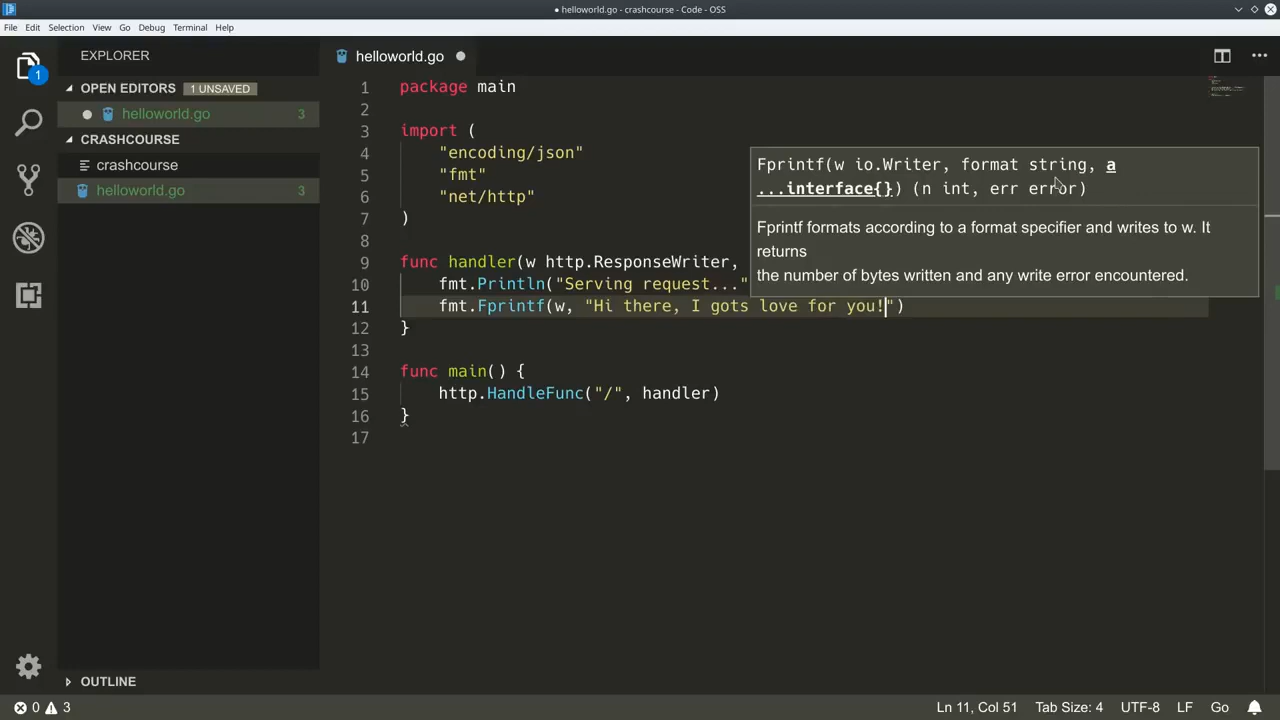 ● helloworld.go - crashcourse - Code - OSS
File Edit Selection View Go Debug Terminal Help
EXPLORER
OPEN EDITORS 1 UNSAVED
helloworld.go 3
CRASHCOURSE
crashcourse
helloworld.go 3
OUTLINE
1
helloworld.go
1 package main
2
3 import (
4 "encoding/json"
5 "fmt"
6 "net/http"
7 )
8
9 func handler(w http.ResponseWriter,
10 fmt.Println("Serving request..."
11 fmt.Fprintf(w, "Hi there, I gots love for you!")
12 }
13
14 func main() {
15 http.HandleFunc("/", handler)
16 }
17
Fprintf(w io.Writer, format string, a
...interface{}) (n int, err error)
Fprintf formats according to a format specifier and writes to w. It
returns
the number of bytes written and any write error encountered.
0 3 Ln 11, Col 51 Tab Size: 4 UTF-8 LF Go